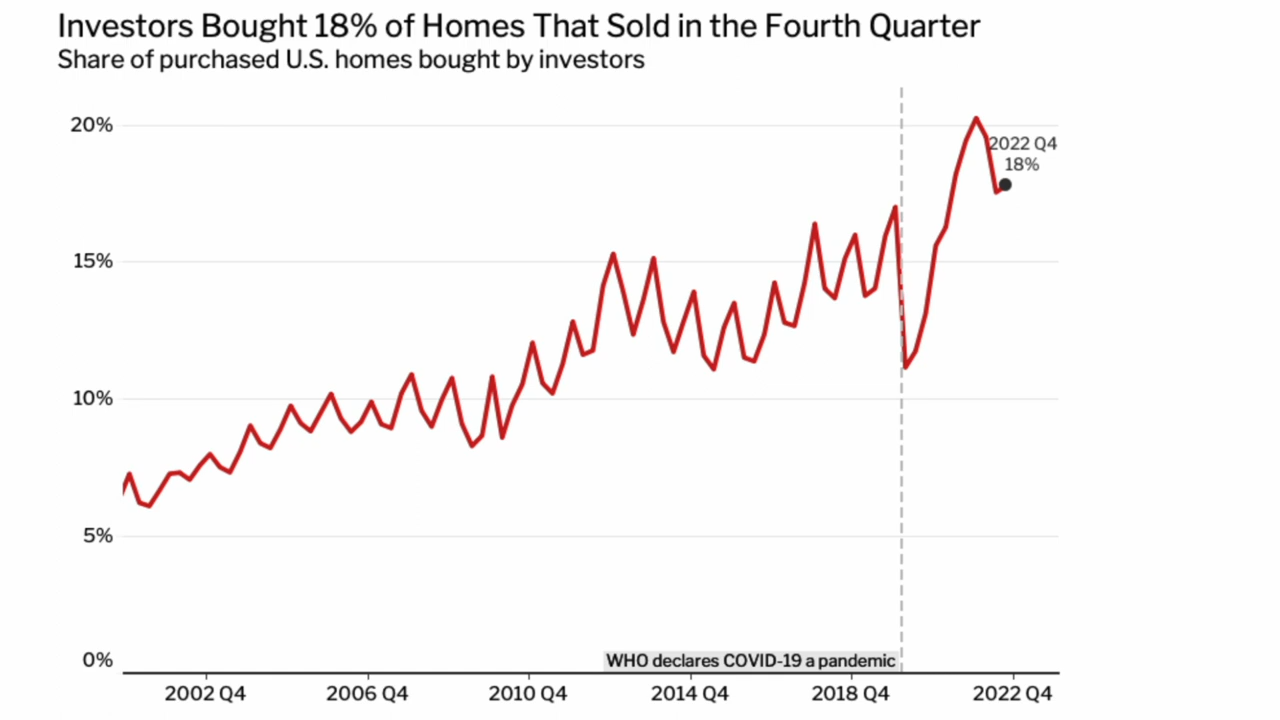 Investors Bought 18% of Homes That Sold in the Fourth Quarter
Share of purchased U.S. homes bought by investors
20%
2022 Q4
18%
15%
10%
5%
0%
WHO declares COVID-19 a pandemic
2002 Q4
2006 Q4
2010 Q4
2014 Q4
2018 Q4
2022 Q4